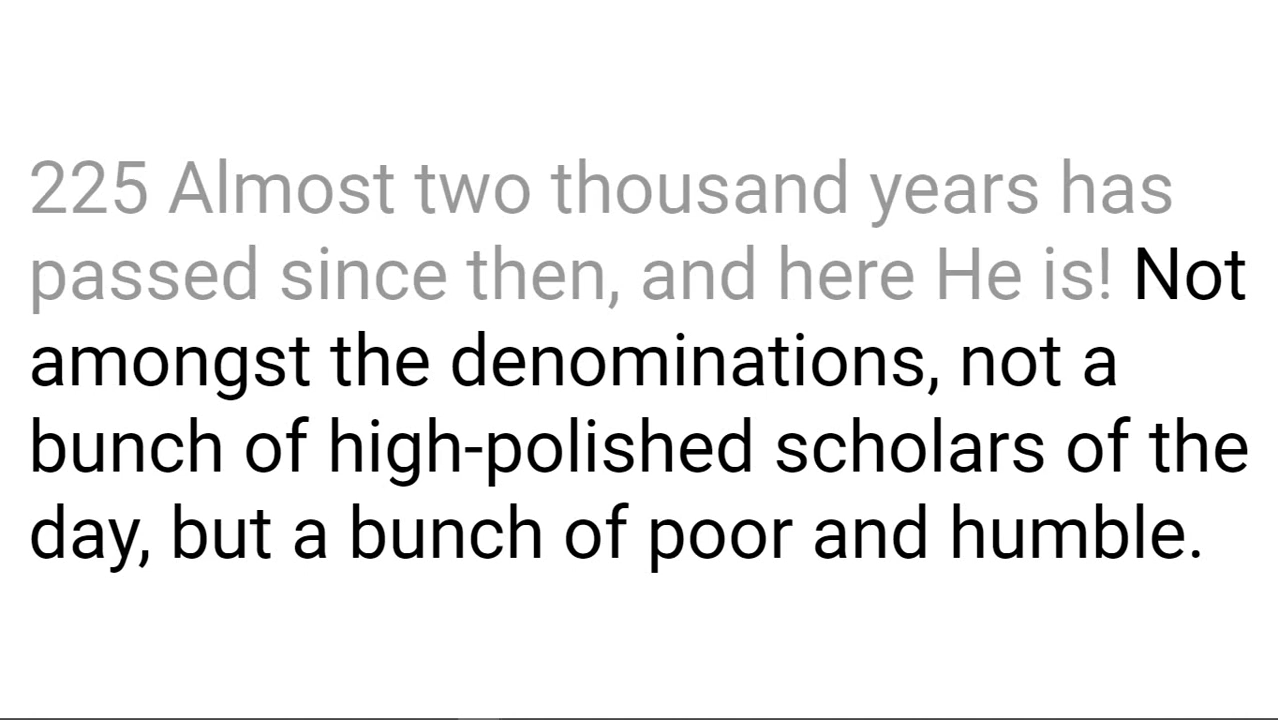 225 Almost two thousand years has
passed since then, and here He is! Not
amongst the denominations, not a
bunch of high-polished scholars of the
day, but a bunch of poor and humble.